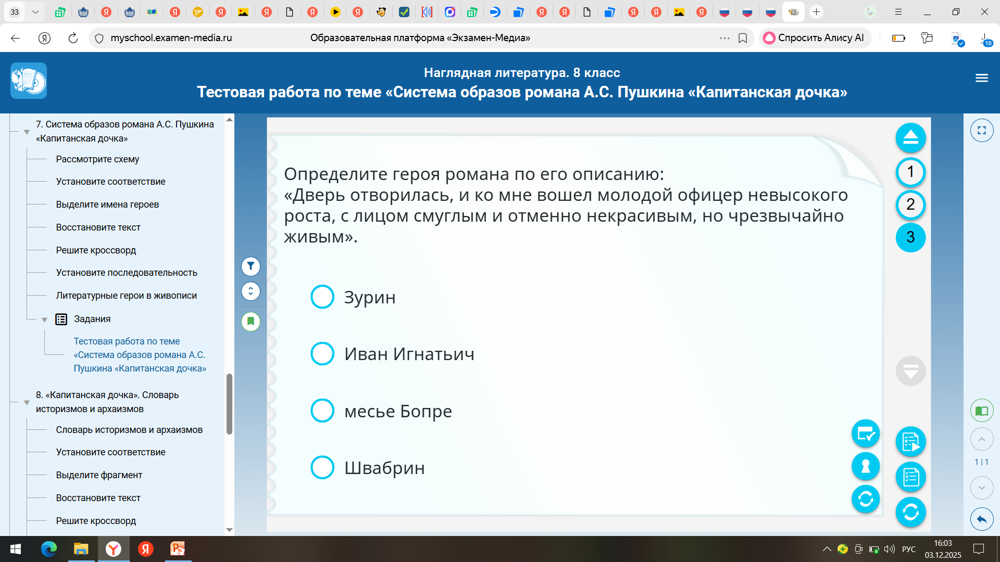 33
myschool.examen-media.ru
Образовательная платформа «Экзамен-Медиа»
Спросить Алису AI
18
Наглядная литература. 8 класс
Тестовая работа по теме «Система образов романа А.С. Пушкина «Капитанская дочка»
7. Система образов романа А.С. Пушкина
«Капитанская дочка»
Рассмотрите схему
Установите соответствие
Выделите имена героев
Восстановите текст
Решите кроссворд
Установите последовательность
Литературные герои в живописи
Задания
Тестовая работа по теме
«Система образов романа А.С.
Пушкина «Капитанская дочка»
8. «Капитанская дочка». Словарь
историзмов и архаизмов
Словарь историзмов и архаизмов
Установите соответствие
Выделите фрагмент
Восстановите текст
Решите кроссворд
Определите героя романа по его описанию:
«Дверь отворилась, и ко мне вошел молодой офицер невысокого
роста, с лицом смуглым и отменно некрасивым, но чрезвычайно
живым».
Зурин
Иван Игнатьич
месье Бопре
Швабрин
1
2
3
1 | 1
РУС
16:03
03.12.2025